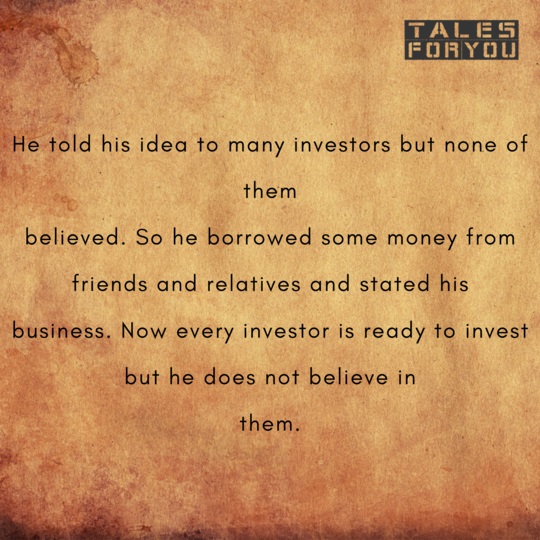 TALES
FORYOU
He told his idea to many investors but none of
them
believed. So he borrowed some money from
friends and relatives and stated his
business. Now every investor is ready to invest
but he does not believe in
them.